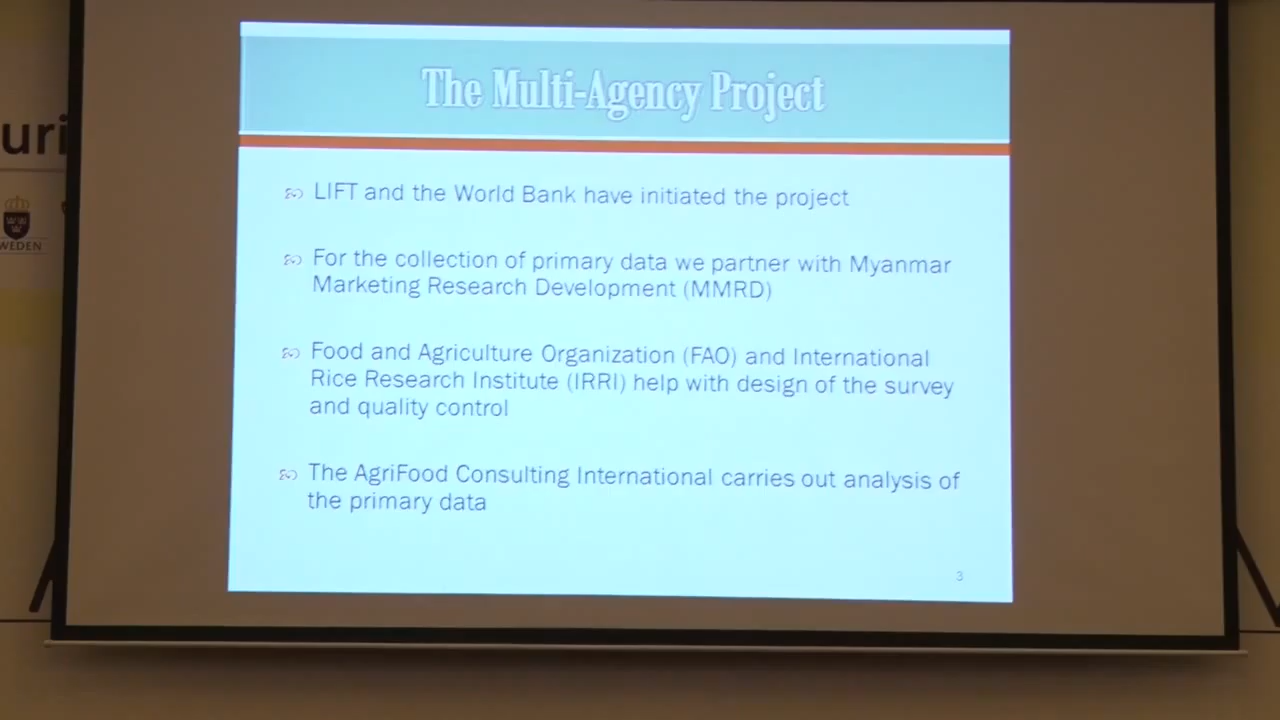 The Multi-Agency Project
uri
LIFT and the World Bank have initiated the project
WEDEN
For the collection of primary data we partner with Myanmar
Marketing Research Development (MMRD)
Food and Agriculture Organization (FAO) and International
Rice Research Institute (IRRI) help with design of the survey
and quality control
The AgriFood Consulting International carries out analysis of
the primary data
3